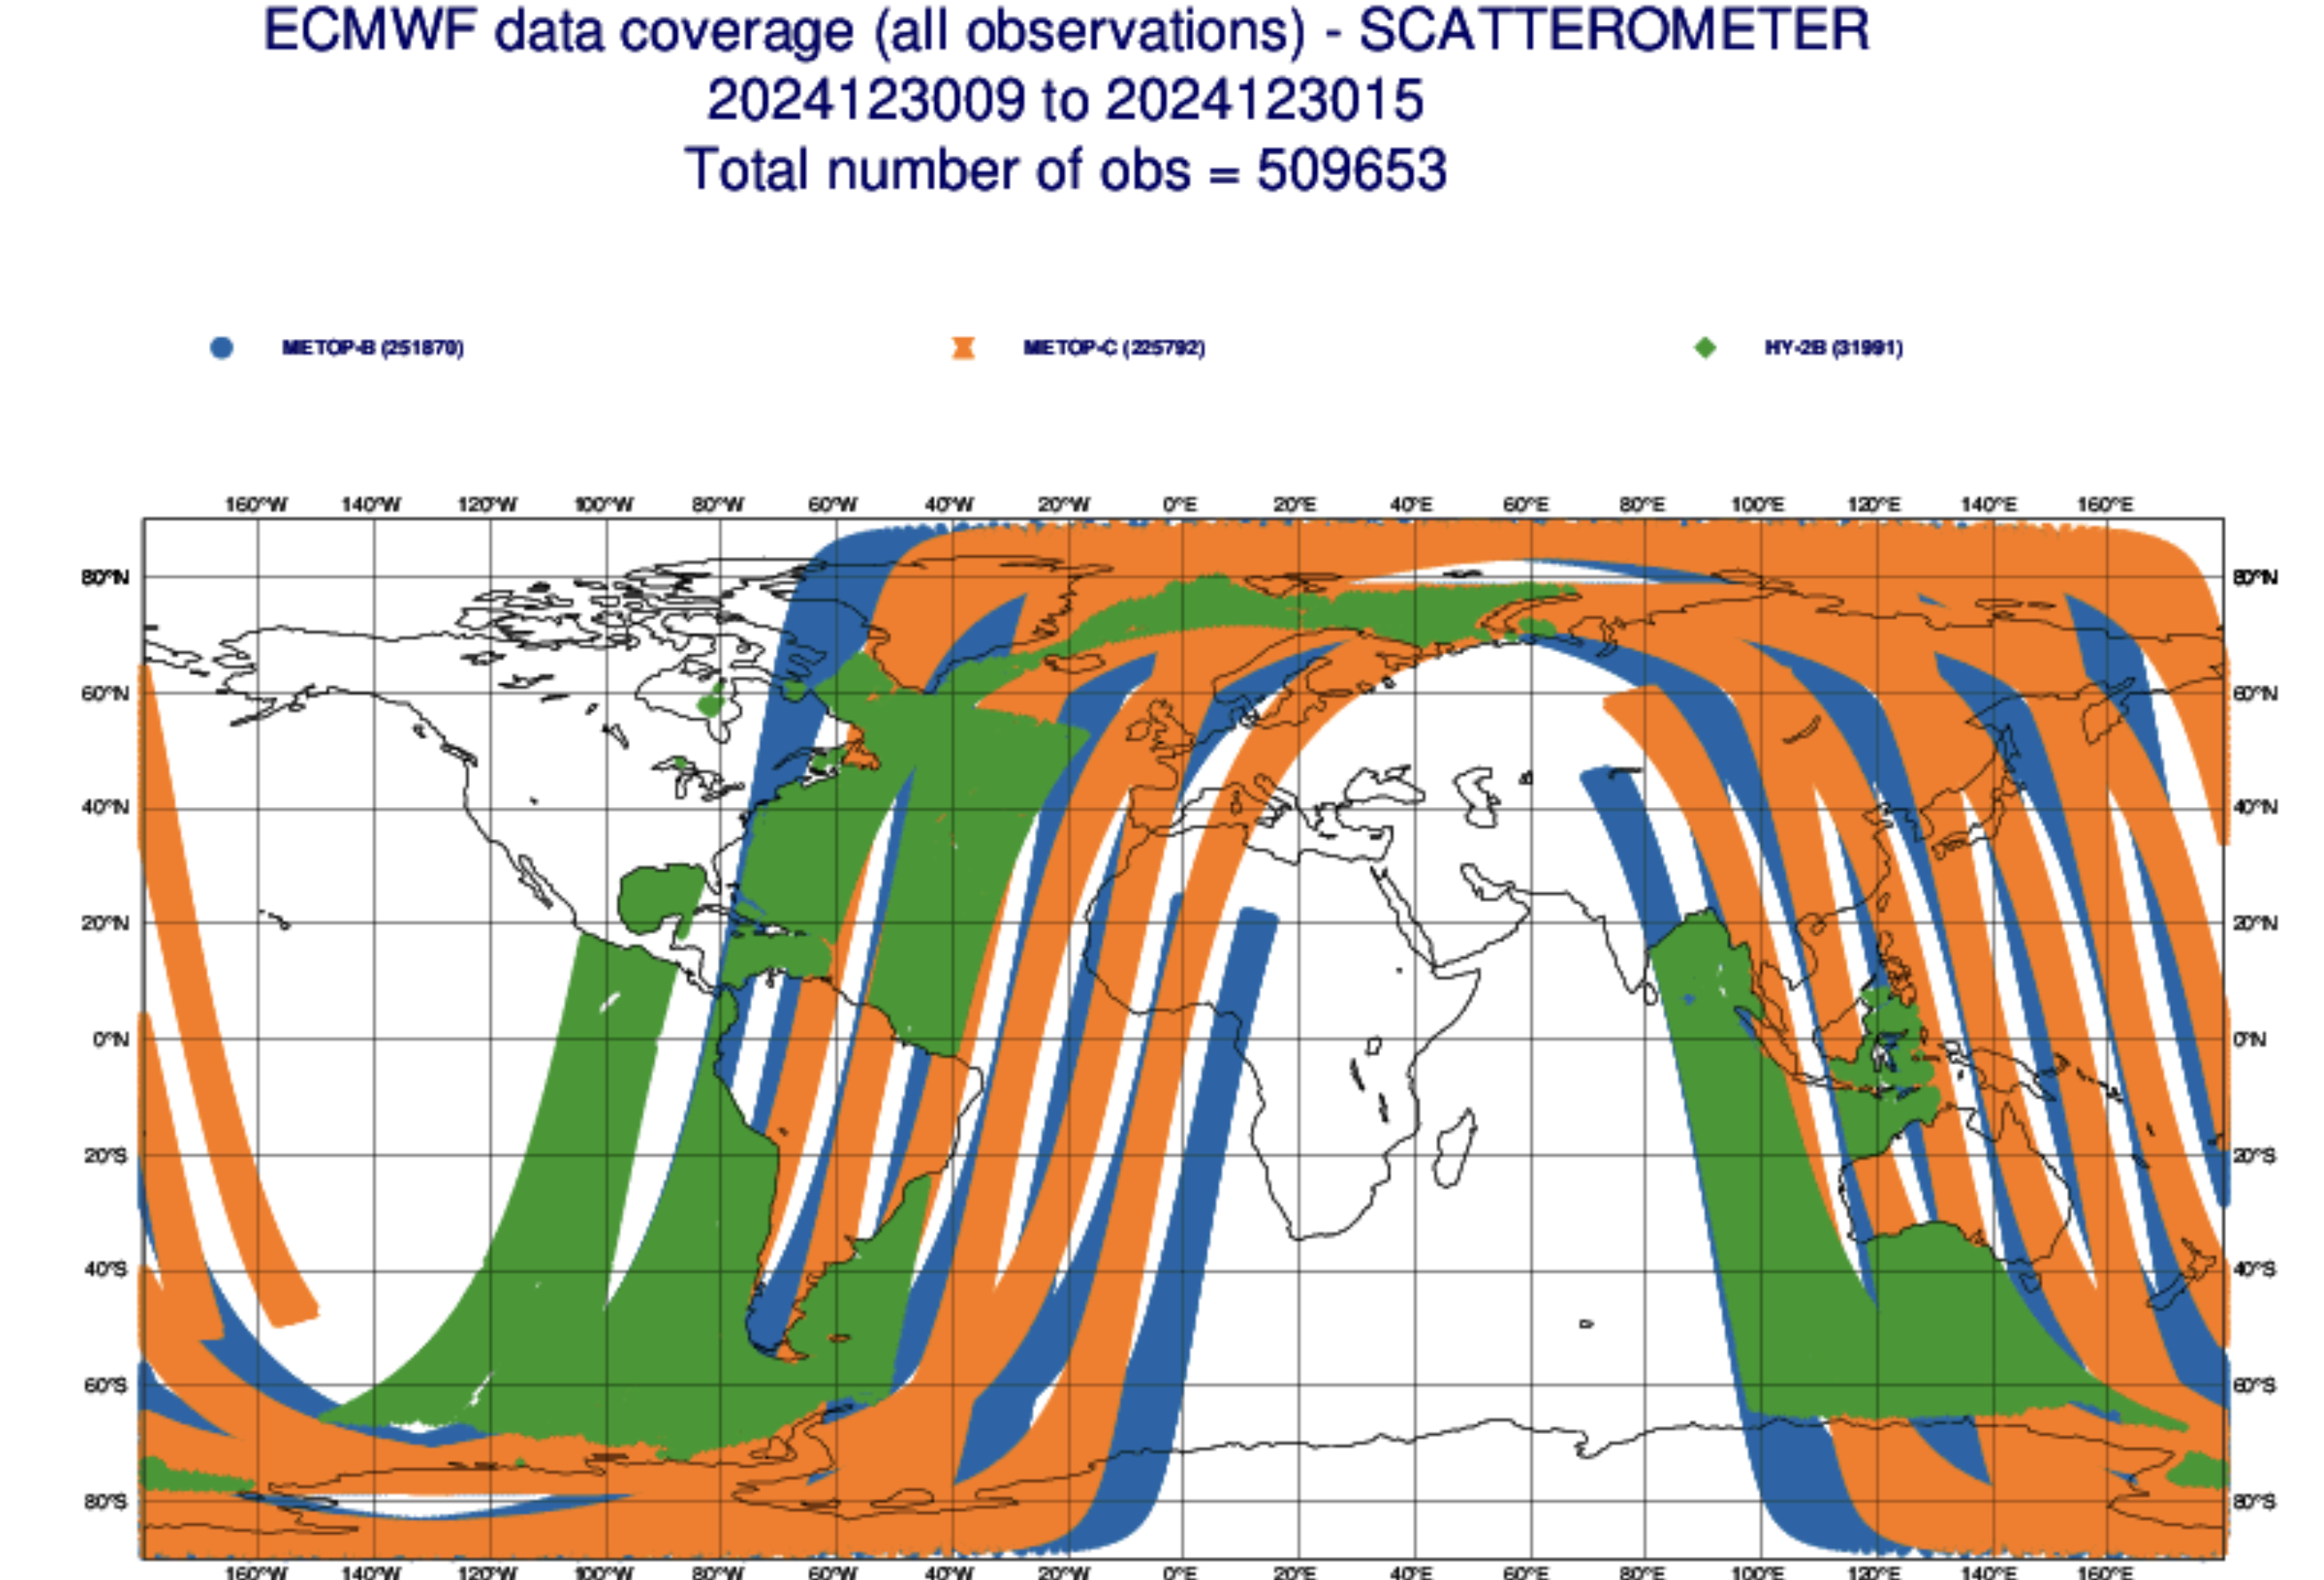 ECMWF data coverage (all observations) - SCATTEROMETER
2024123009 to 2024123015
Total number of obs = 509653
METOP-B (251870) METOP-C (225792) HY-2B (31991)
160°W 140°W 120°W 100°W 80°W 60°W 40°W 20°W 0°E 20°E 40°E 60°E 80°E 100°E 120°E 140°E 160°E
80°N 80°N
60°N 60°N
40°N 40°N
20°N 20°N
0°N 0°N
20°S 20°S
40°S 40°S
60°S 60°S
80°S 80°S
160°W 140°W 120°W 100°W 80°W 60°W 40°W 20°W 0°E 20°E 40°E 60°E 80°E 100°E 120°E 140°E 160°E